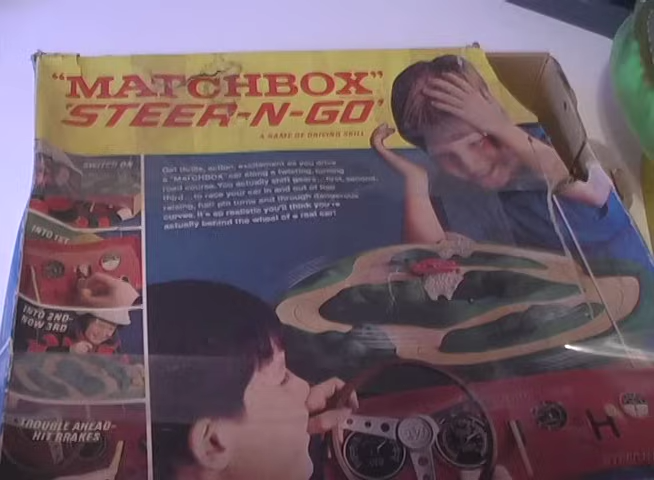 "MATCHBOX"
'STEER-N-GO'
A GAME OF DRIVING SKILL
SWITCH ON
Get thrills, action, excitement as you drive
a "MATCHBOX" car along a twisting, turning
road course. You actually shift gears...first, second,
third... to race your car in and out of
hair pin turns and through dangerous
curves. It's so realistic you'll think you're
actually behind the wheel of a real car!
INTO 1ST
INTO 2ND-
NOW 3RD
TROUBLE AHEAD-
HIT BRAKES
H